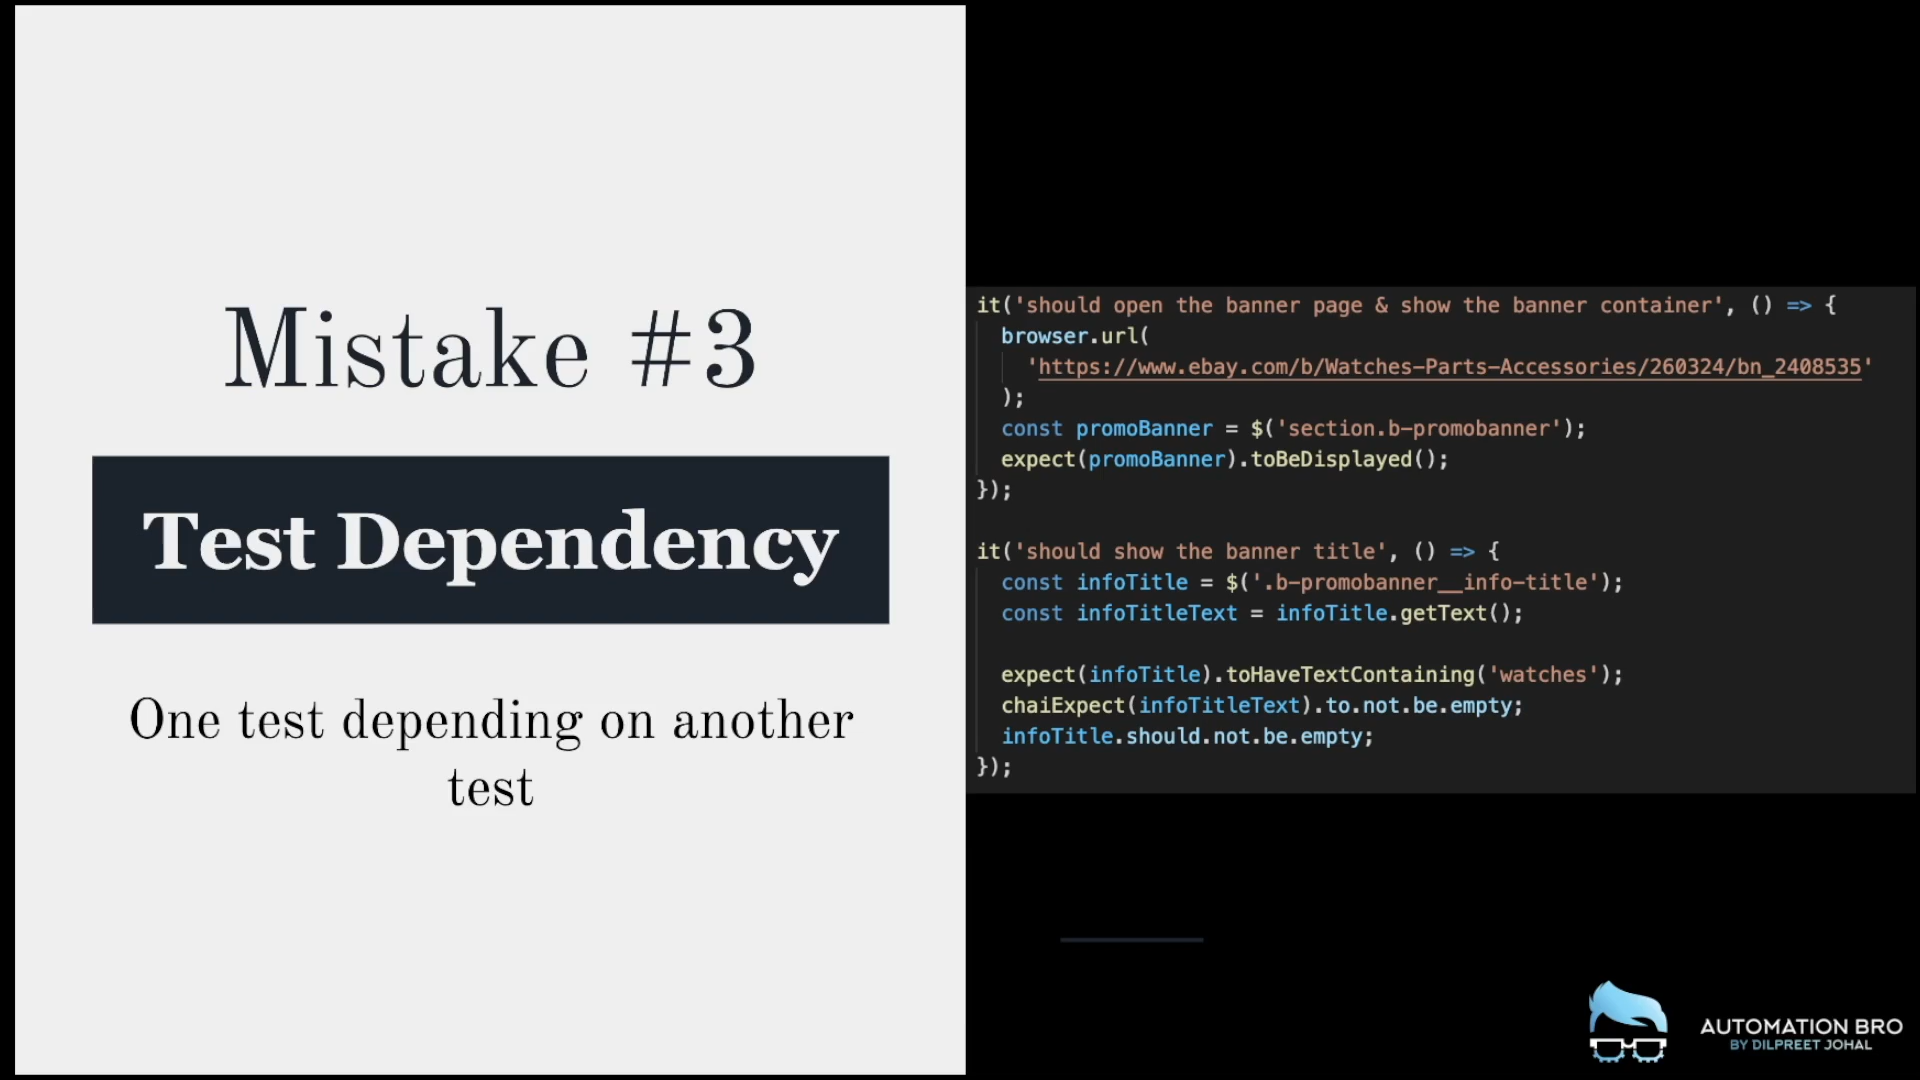 Mistake #3
Test Dependency
One test depending on another
test
it('should open the banner page & show the banner container', () => {
browser.url(
'https://www.ebay.com/b/Watches-Parts-Accessories/260324/bn_2408535'
);
const promoBanner = $('section.b-promobanner');
expect(promoBanner).toBeDisplayed();
});
it('should show the banner title', () => {
const infoTitle = $('.b-promobanner__info-title');
const infoTitleText = infoTitle.getText();
expect(infoTitle).toHaveTextContaining('watches');
chaiExpect(infoTitleText).to.not.be.empty;
infoTitle.should.not.be.empty;
});
AUTOMATION BRO
BY DILPREET JOHAL